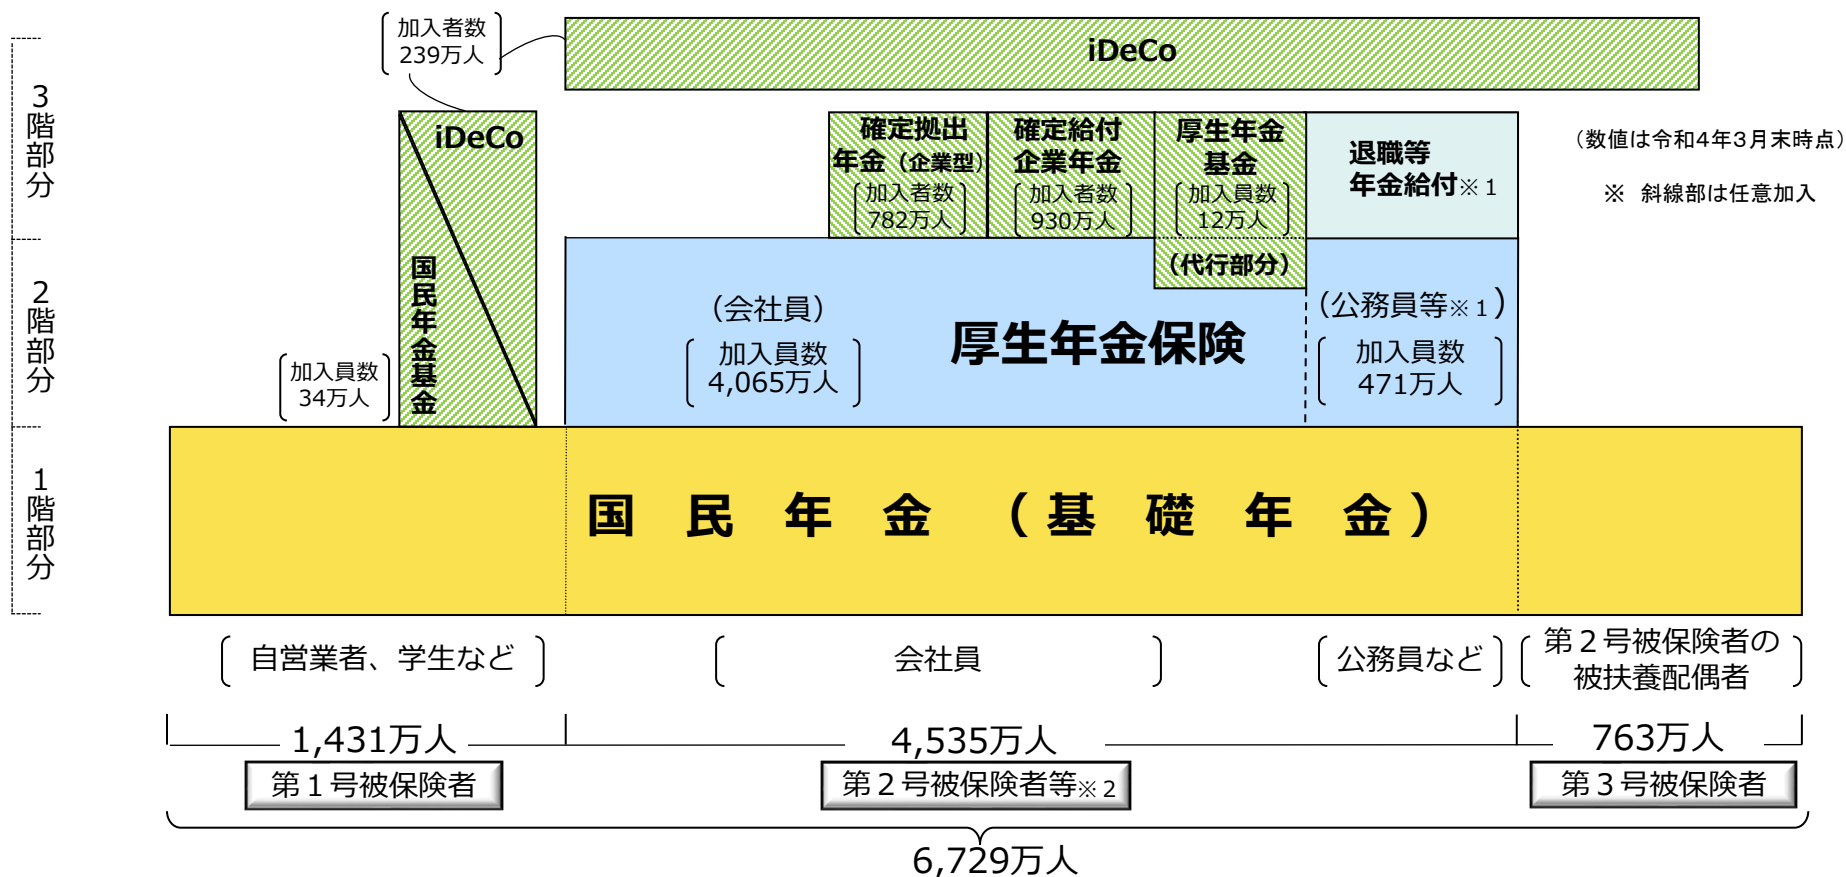 加入者数
239万人
iDeCo
3階部分
iDeCo
確定拠出
年金（企業型）
加入者数
782万人
確定給付
企業年金
加入者数
930万人
厚生年金
基金
加入員数
12万人
（代行部分）
退職等
年金給付※１
（数値は令和4年3月末時点）
※　斜線部は任意加入
2階部分
国民年金基金
加入員数
34万人
（会社員）
加入員数
4,065万人
厚生年金保険
（公務員等※１）
加入員数
471万人
1階部分
国民年金（基礎年金）
自営業者、学生など
会社員
公務員など
第２号被保険者の
被扶養配偶者
1,431万人
4,535万人
763万人
第１号被保険者
第２号被保険者等※２
第３号被保険者
6,729万人